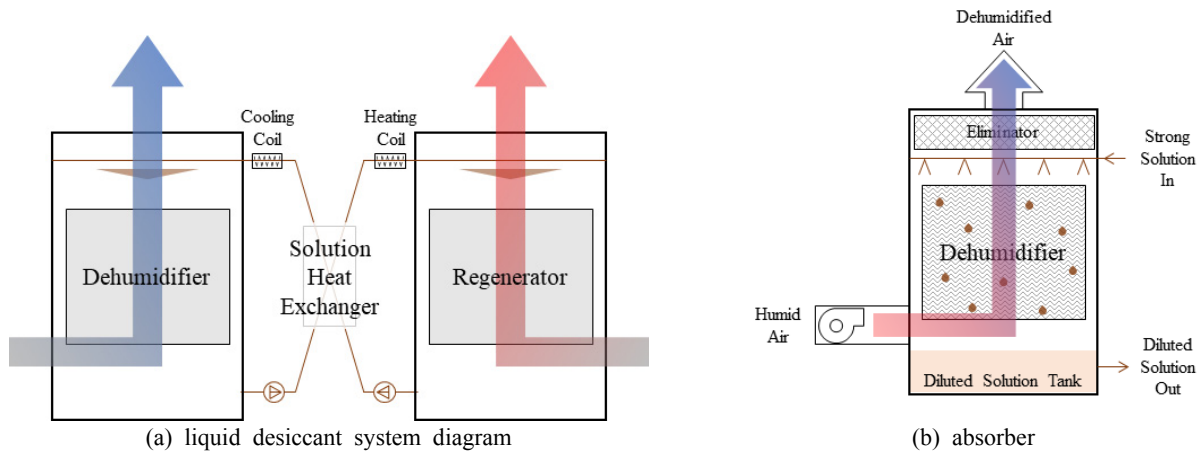 Cooling
Coil
Heating
Coil
Dehumidifier
Solution
Heat
Exchanger
Regenerator
(a) liquid desiccant system diagram
Dehumidified
Air
Eliminator
Strong
Solution
In
Dehumidifier
Humid
Air
Diluted Solution Tank
Diluted
Solution
Out
(b) absorber